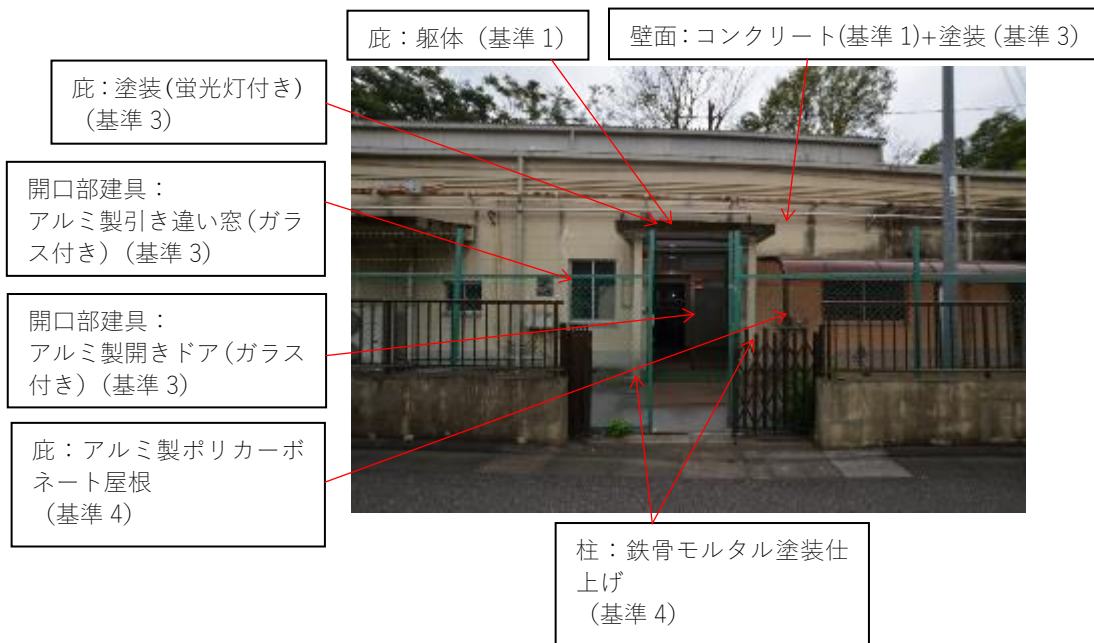 庇：躯体（基準 1）
壁面：コンクリート(基準 1)+塗装（基準 3）
庇：塗装（蛍光灯付き）
（基準 3）
開口部建具：
アルミ製引き違い窓（ガラ
ス付き）（基準 3）
開口部建具：
アルミ製開きドア（ガラス
付き）（基準 3）
庇：アルミ製ポリカーボ
ネート屋根
（基準 4）
柱：鉄骨モルタル塗装仕
上げ
（基準 4）